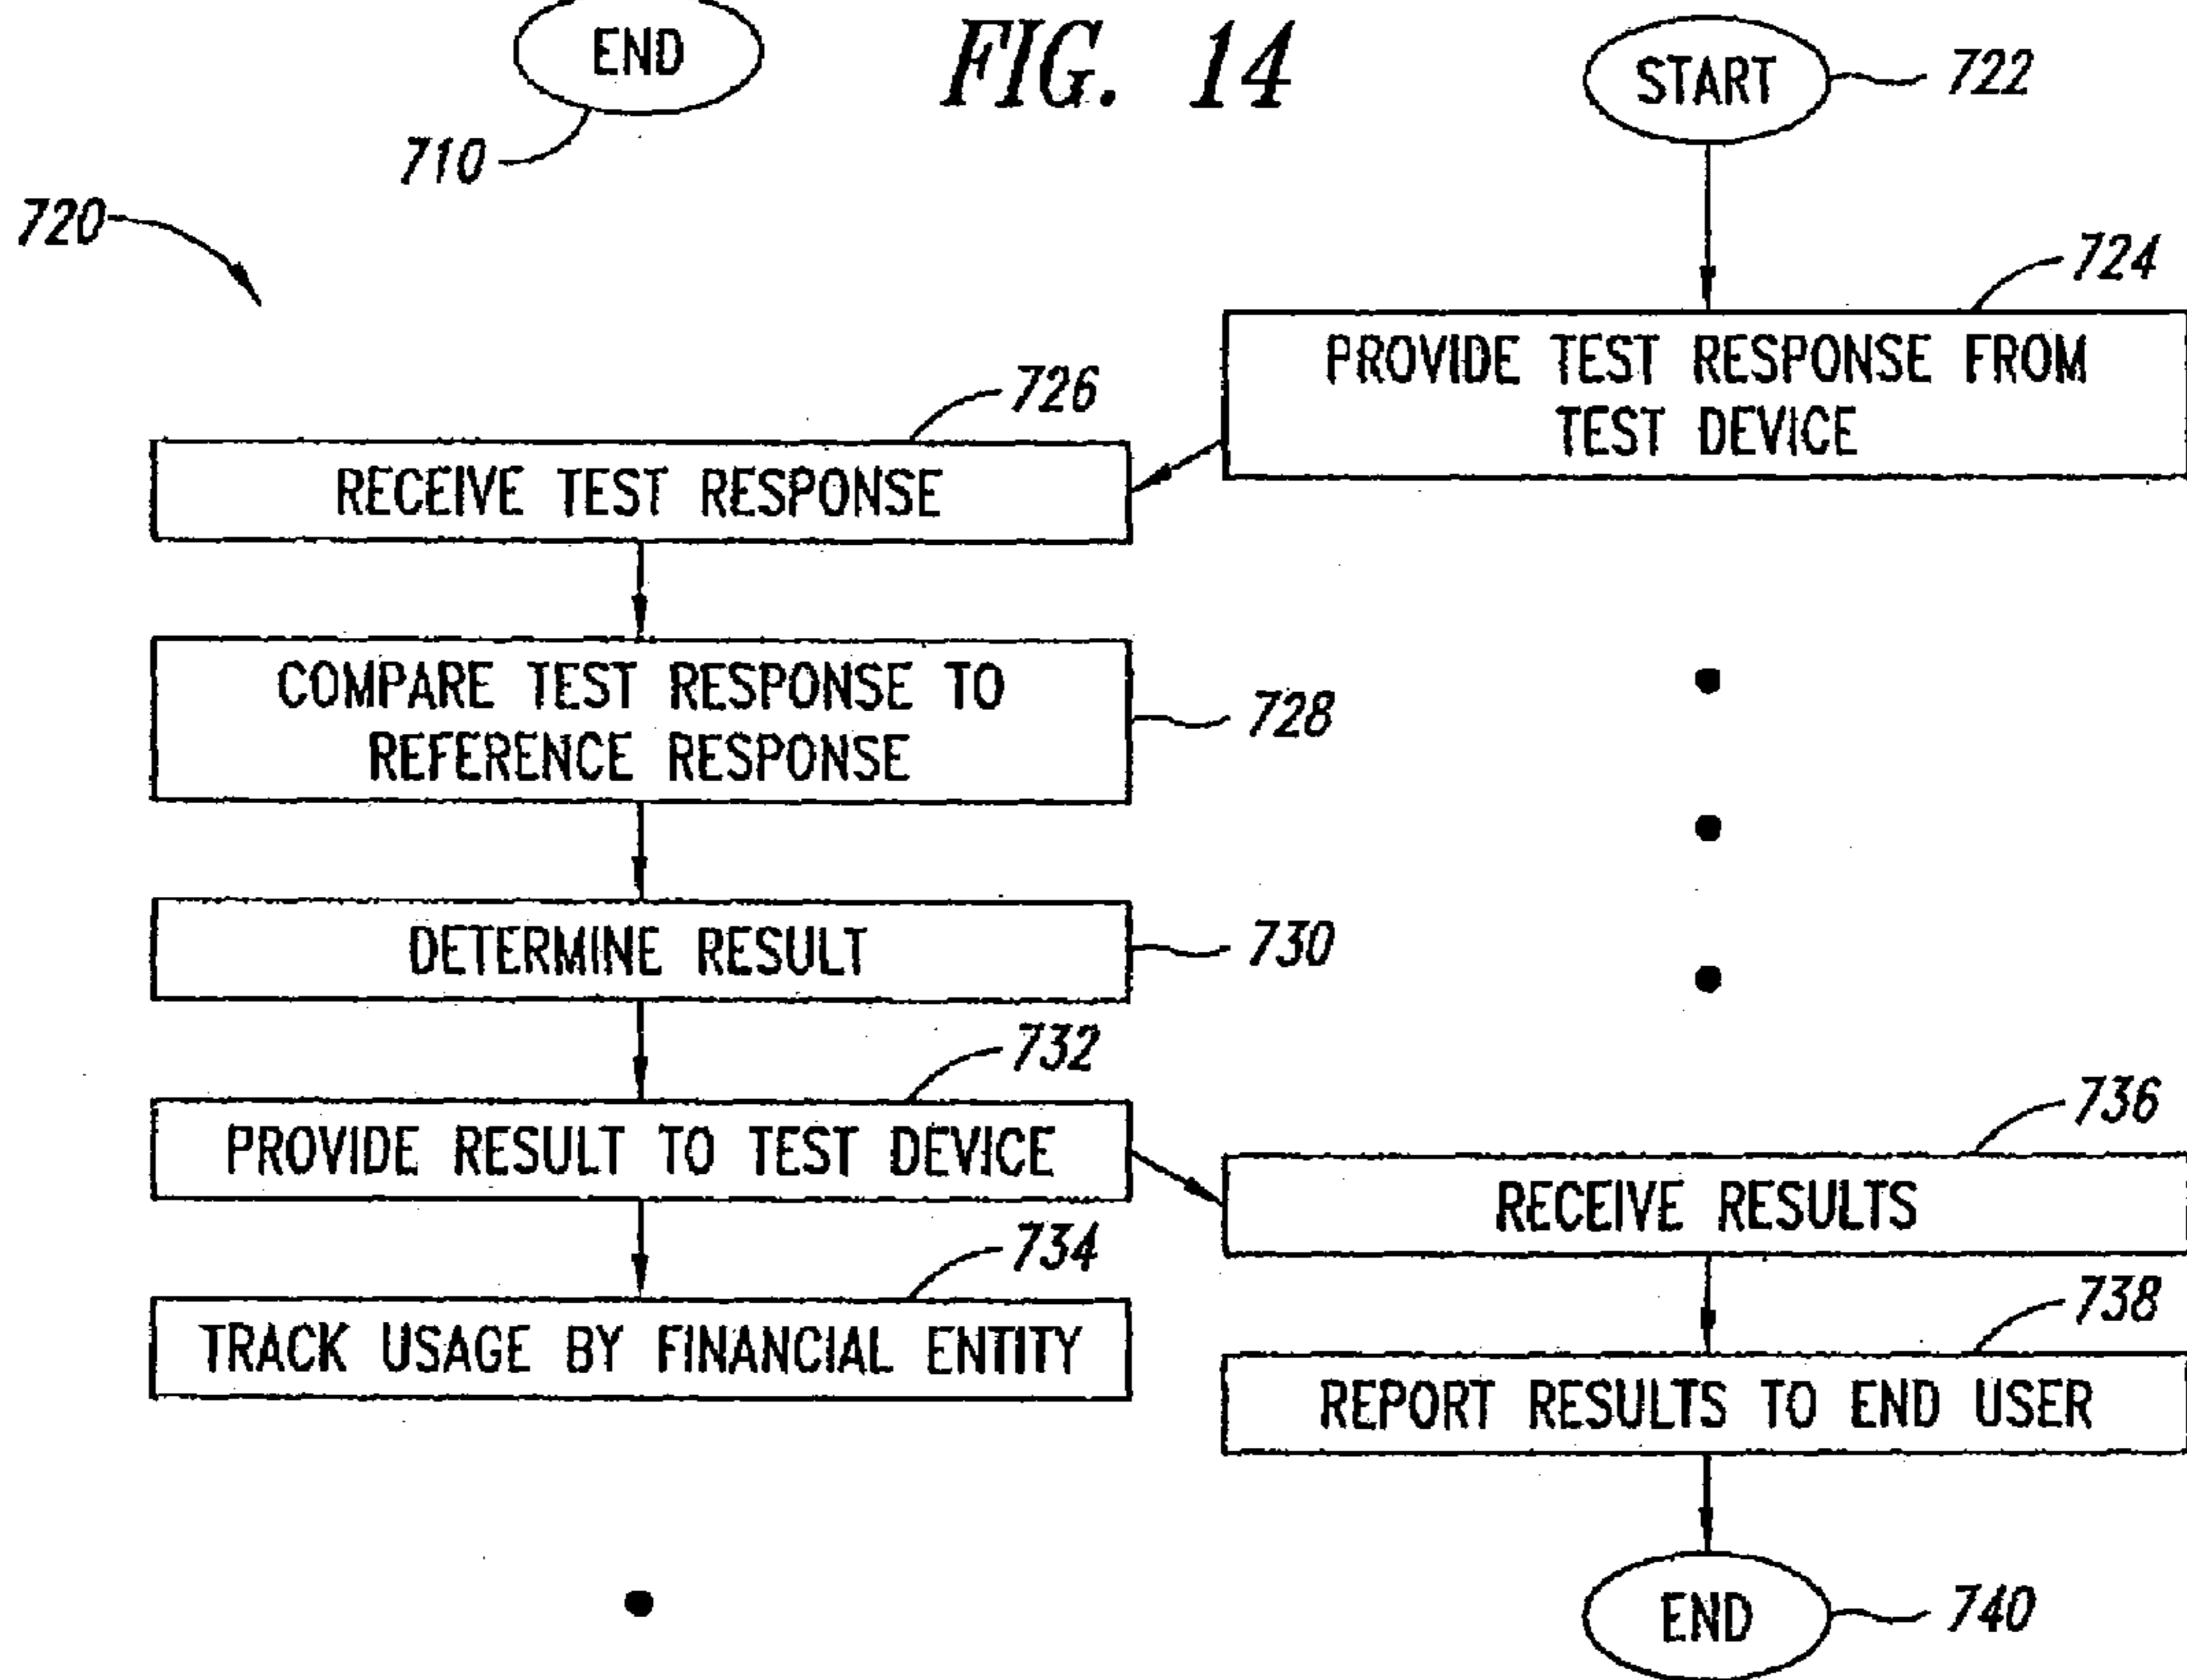 END
FIG. 14
START
722
710
720
724
PROVIDE TEST RESPONSE FROM
TEST DEVICE
726
RECEIVE TEST RESPONSE
COMPARE TEST RESPONSE TO
REFERENCE RESPONSE
728
DETERMINE RESULT
730
732
PROVIDE RESULT TO TEST DEVICE
736
RECEIVE RESULTS
734
TRACK USAGE BY FINANCIAL ENTITY
738
REPORT RESULTS TO END USER
END
740